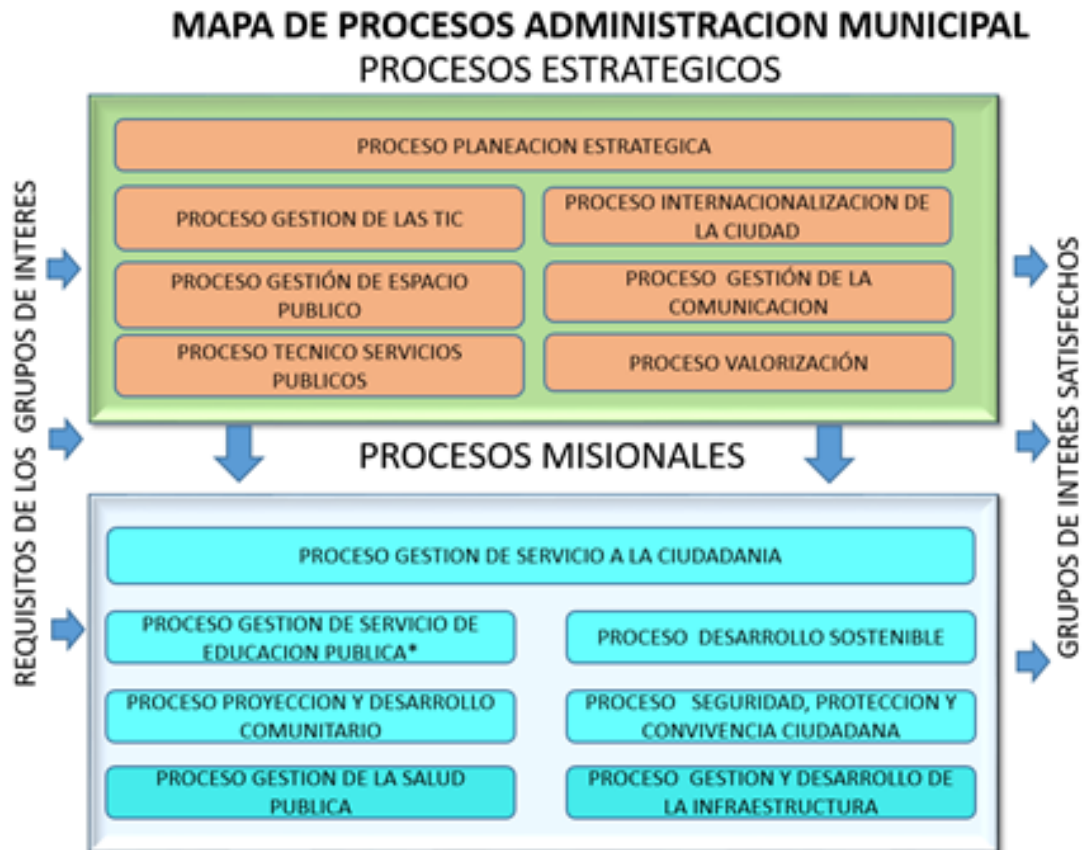 MAPA DE PROCESOS ADMINISTRACION MUNICIPAL
PROCESOS ESTRATEGICOS
REQUISITOS DE LOS GRUPOS DE INTERES
PROCESO PLANEACION ESTRATEGICA
PROCESO GESTION DE LAS TIC
PROCESO INTERNACIONALIZACION DE
LA CIUDAD
PROCESO GESTIÓN DE ESPACIO
PUBLICO
PROCESO GESTIÓN DE LA
COMUNICACION
PROCESO TECNICO SERVICIOS
PUBLICOS
PROCESO VALORIZACIÓN
PROCESOS MISIONALES
PROCESO GESTION DE SERVICIO A LA CIUDADANIA
PROCESO GESTION DE SERVICIO DE
EDUCACION PUBLICA*
PROCESO DESARROLLO SOSTENIBLE
PROCESO PROYECCION Y DESARROLLO
COMUNITARIO
PROCESO SEGURIDAD, PROTECCION Y
CONVIVENCIA CIUDADANA
PROCESO GESTION DE LA SALUD
PUBLICA
PROCESO GESTION Y DESARROLLO DE
LA INFRAESTRUCTURA
GRUPOS DE INTERES SATISFECHOS